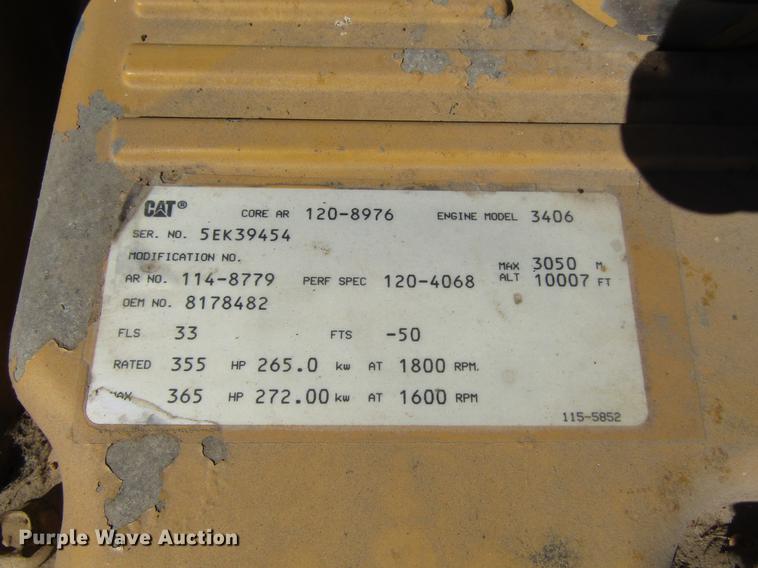 CAT® CORE AR 120-8976 ENGINE MODEL 3406
SER. NO. 5EK39454
MODIFICATION NO.
AR NO. 114-8779 PERF SPEC 120-4068 MAX ALT 3050 M 10007 FT
OEM NO. 8178482
FLS 33 FTS -50
RATED 355 HP 265.0 kw AT 1800 RPM.
MAX 365 HP 272.00 kw AT 1600 RPM
115-5852
Purple Wave Auction